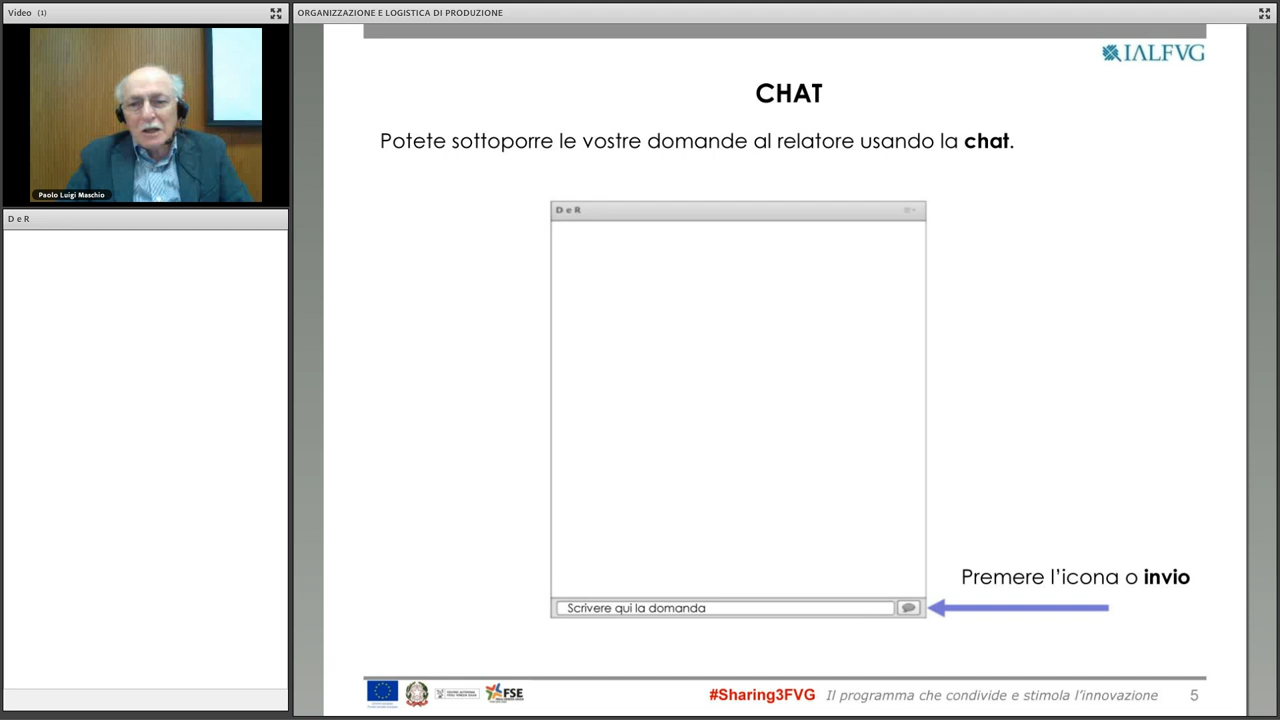 Video (1)
ORGANIZZAZIONE E LOGISTICA DI PRODUZIONE
Paolo Luigi Maschio
D e R
IALFVG
CHAT
Potete sottoporre le vostre domande al relatore usando la chat.
D e R
Premere l'icona o invio
Scrivere qui la domanda
FSE
#Sharing3FVG Il programma che condivide e stimola l'innovazione 5